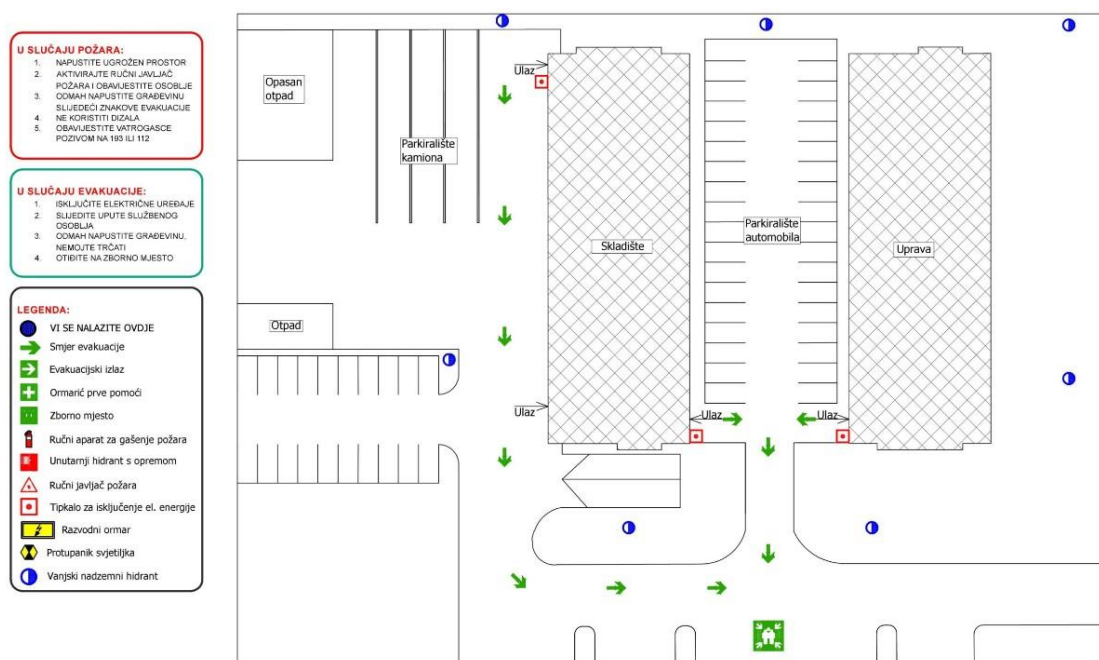 U SLUČAJU POŽARA:
1. NAPUSTITE UGROŽEN PROSTOR
2. AKTIVIRAJTE RUČNI JAVLJAČ
POŽARA I OBAVIJESTITE OSOBLJE
3. ODMAH NAPUSTITE GRAĐEVINU
SLIJEDEĆI ZNAKOVE EVAKUACIJE
4. NE KORISTITI DIZALA
5. OBAVIJESTITE VATROGASCE
POZIVOM NA 193 ILI 112
U SLUČAJU EVAKUACIJE:
1. ISKLJUČITE ELEKTRIČNE UREĐAJE
2. SLIJEDITE UPUTE SLUŽBENOG
OSOBLJA
3. ODMAH NAPUSTITE GRAĐEVINU,
NEMOJTE TRČATI
4. OTIĐITE NA ZBORNO MJESTO
LEGENDA:
VI SE NALAZITE OVDJE
Smjer evakuacije
Evakuacijski izlaz
Ormarić prve pomoći
Zborno mjesto
Ručni aparat za gašenje požara
Unutarnji hidrant s opremom
Ručni javljač požara
Tipkalo za isključenje el. energije
Razvodni ormar
Protupanik svjetiljka
Vanjski nadzemni hidrant
Opasan
otpad
Parkiralište
kamiona
Ulaz
Skladište
Parkiralište
automobila
Uprava
Otpad
Ulaz
Ulaz
Ulaz